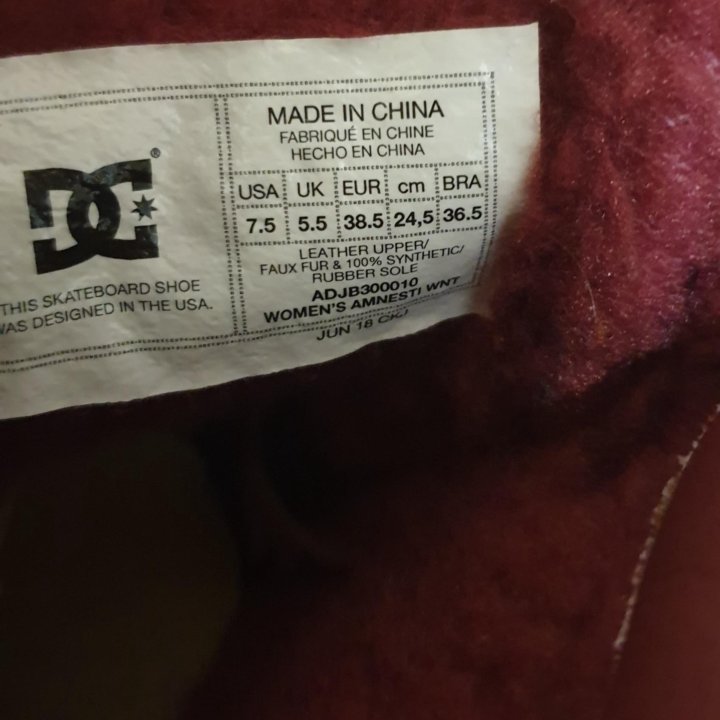 DC®
THIS SKATEBOARD SHOE
WAS DESIGNED IN THE USA.
MADE IN CHINA
FABRIQUÉ EN CHINE
HECHO EN CHINA
USA UK EUR cm BRA
7.5 5.5 38.5 24,5 36.5
LEATHER UPPER/
FAUX FUR & 100% SYNTHETIC/
RUBBER SOLE
ADJB300010
WOMEN'S AMNESTI WNT
JUN 18